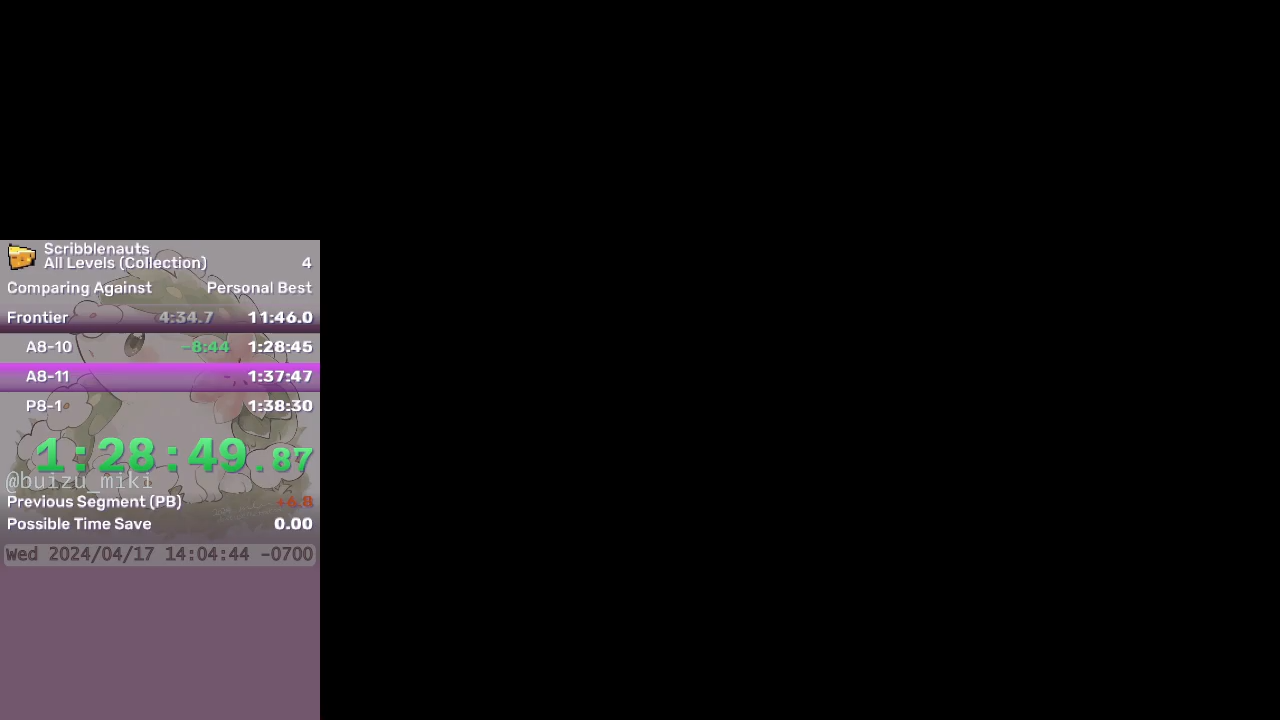 Scribblenauts
All Levels (Collection) 4
Comparing Against Personal Best
Frontier 4:34.7 11:46.0
A8-10 −8:44 1:28:45
A8-11 1:37:47
P8-1 1:38:30
1:28:49.87
@buizu_miki
Previous Segment (PB) +6.8
Possible Time Save 0.00
Wed 2024/04/17 14:04:44 -0700